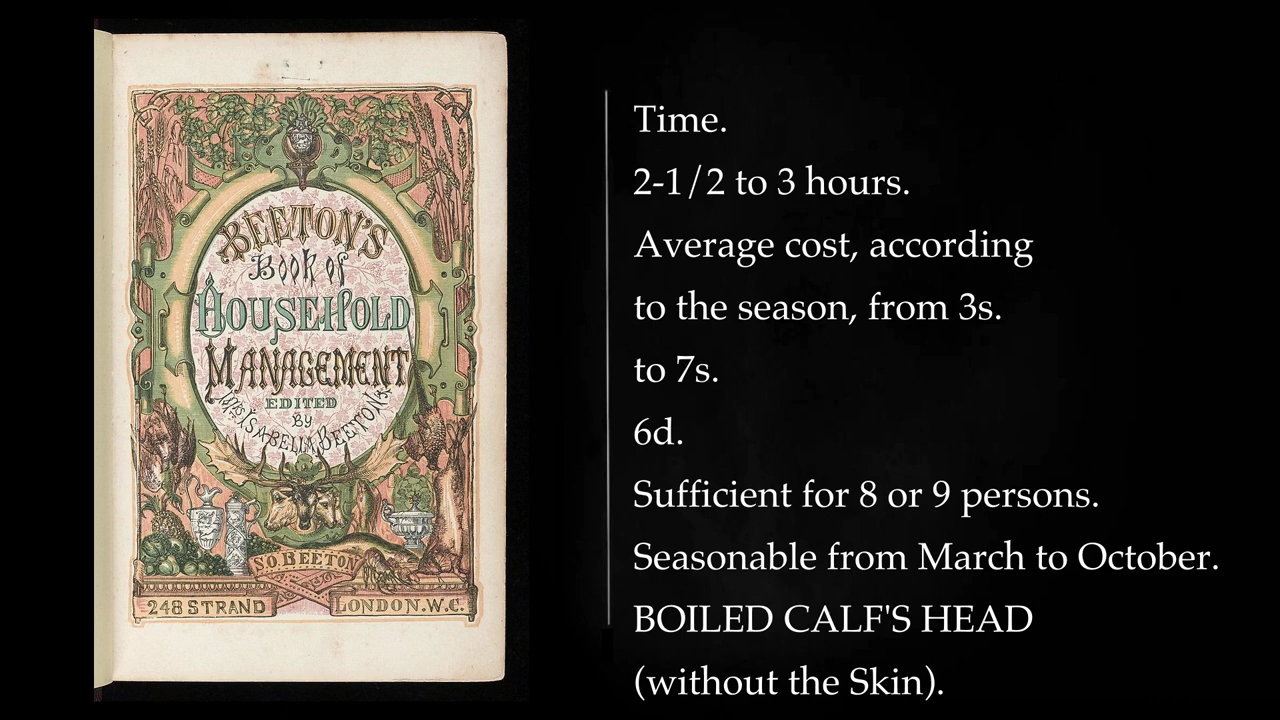 BEETON'S
Book of
HOUSEHOLD
MANAGEMENT
EDITED
BY
MRS ISABELLA BEETON
S.O. BEETON
248 STRAND
LONDON. W.C.
Time.
2-1/2 to 3 hours.
Average cost, according
to the season, from 3s.
to 7s.
6d.
Sufficient for 8 or 9 persons.
Seasonable from March to October.
BOILED CALF'S HEAD
(without the Skin).